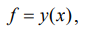 f = y(x),